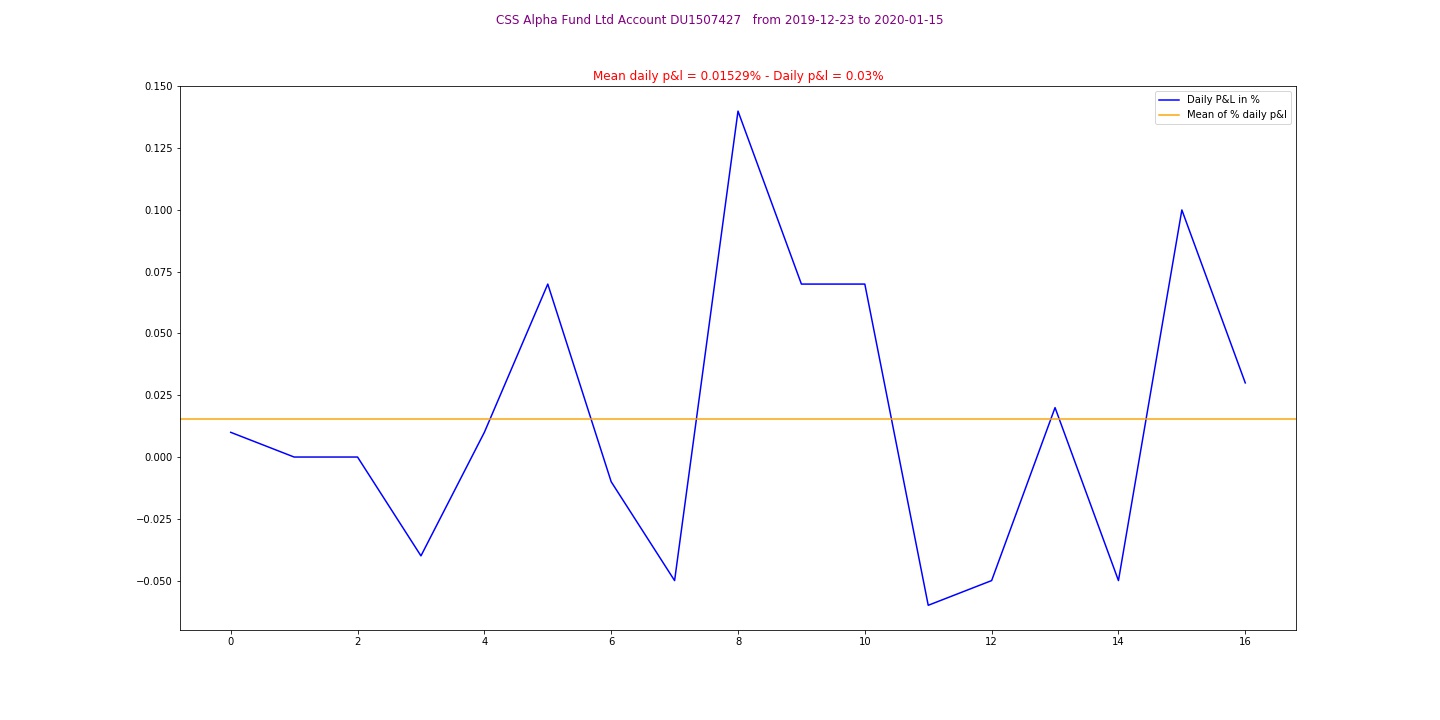 CSS Alpha Fund Ltd Account DU1507427   from 2019-12-23 to 2020-01-15
Mean daily p&l = 0.01529% - Daily p&l = 0.03%
Daily P&L in %
Mean of % daily p&l
0.150
0.125
0.100
0.075
0.050
0.025
0.000
−0.025
−0.050
0 2 4 6 8 10 12 14 16